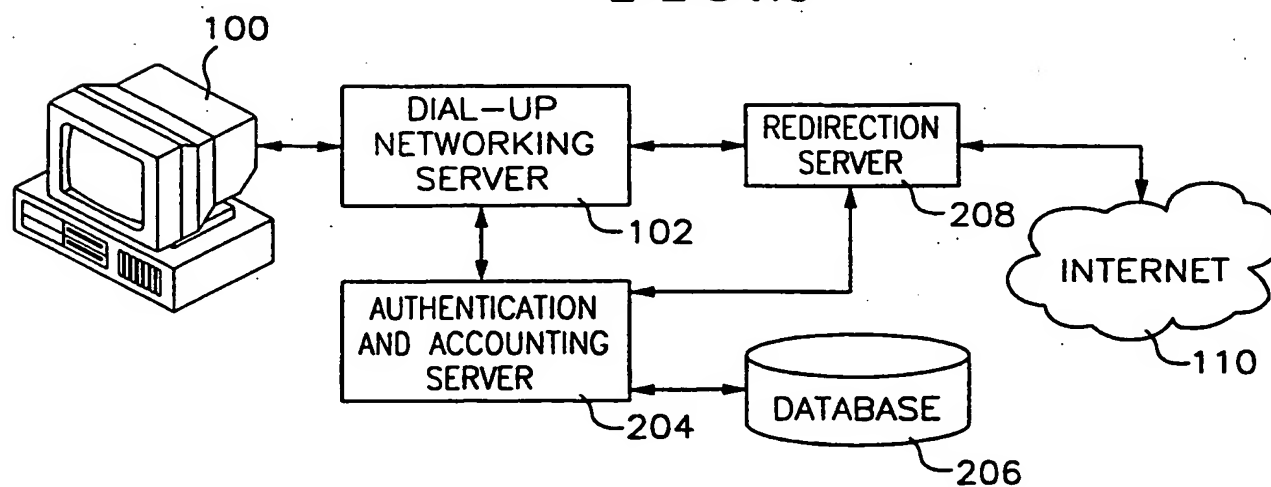 100
DIAL-UP
NETWORKING
SERVER
102
REDIRECTION
SERVER
208
INTERNET
110
AUTHENTICATION
AND ACCOUNTING
SERVER
204
DATABASE
206